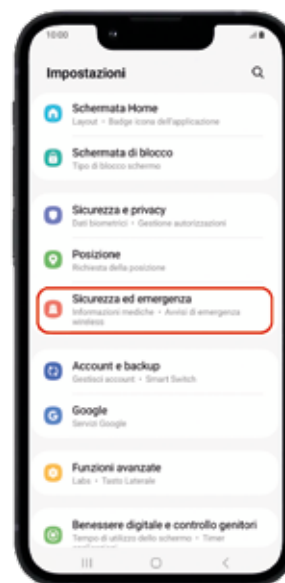 10:00
Impostazioni
Schermata Home
Layout • Badge icona dell'applicazione
Schermata di blocco
Tipo di blocco schermo
Sicurezza e privacy
Dati biometrici • Gestione autorizzazioni
Posizione
Richiesta della posizione
Sicurezza ed emergenza
Informazioni mediche • Avvisi di emergenza
wireless
Account e backup
Gestisci account • Smart Switch
Google
Servizi Google
Funzioni avanzate
Labs • Tasto Laterale
Benessere digitale e controllo genitori
Tempo di utilizzo dello schermo • Timer
applicazioni